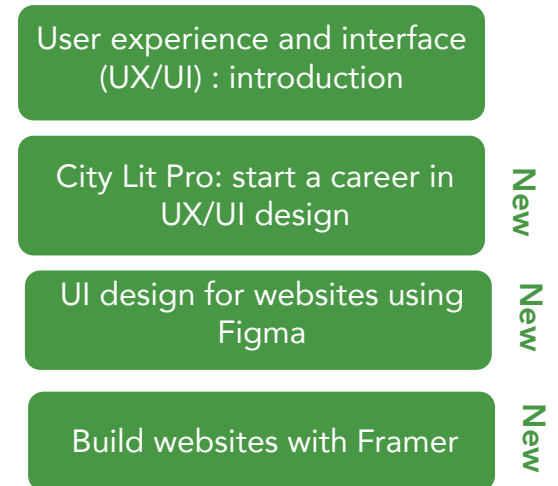 User experience and interface
(UX/UI) : introduction
City Lit Pro: start a career in
UX/UI design
New
UI design for websites using
Figma
New
Build websites with Framer
New